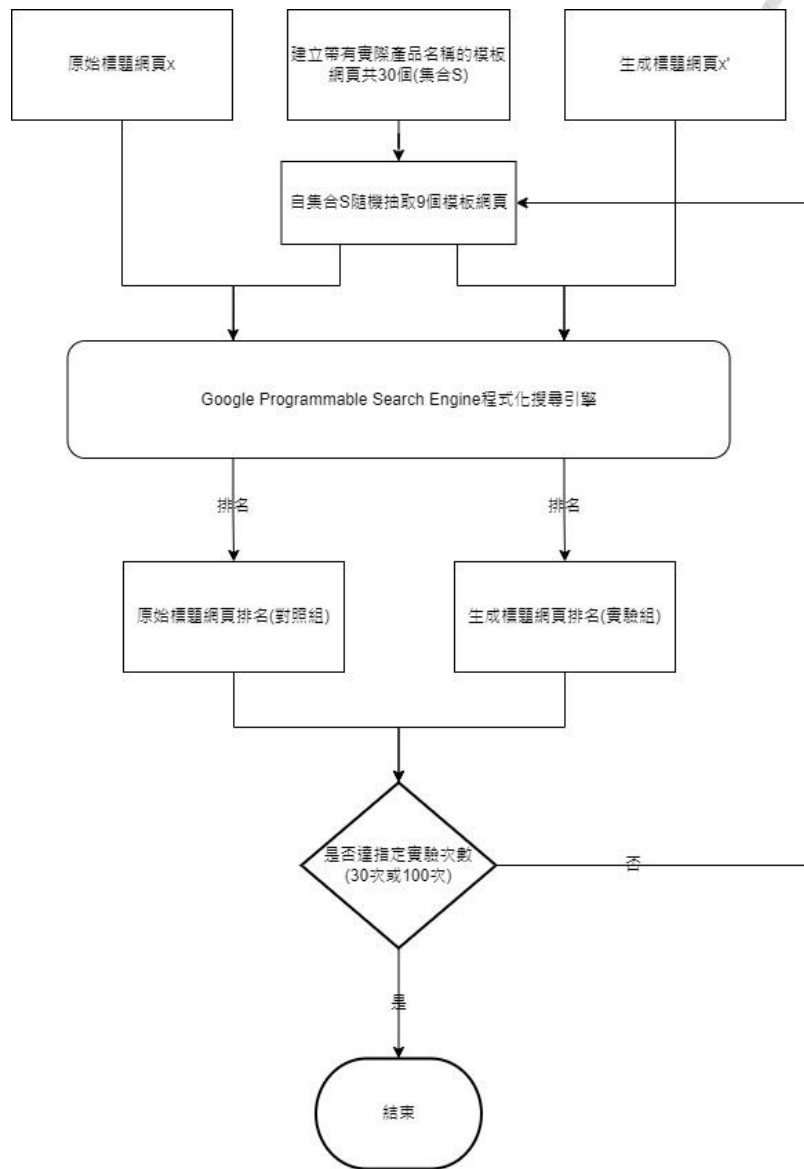 原始標題網頁x
建立帶有實際產品名稱的模板
網頁共30個(集合S)
生成標題網頁x'
自集合S隨機抽取9個模板網頁
Google Programmable Search Engine程式化搜尋引擎
排名
排名
原始標題網頁排名(對照組)
生成標題網頁排名(實驗組)
是否達指定實驗次數
(30次或100次)
否
是
結束